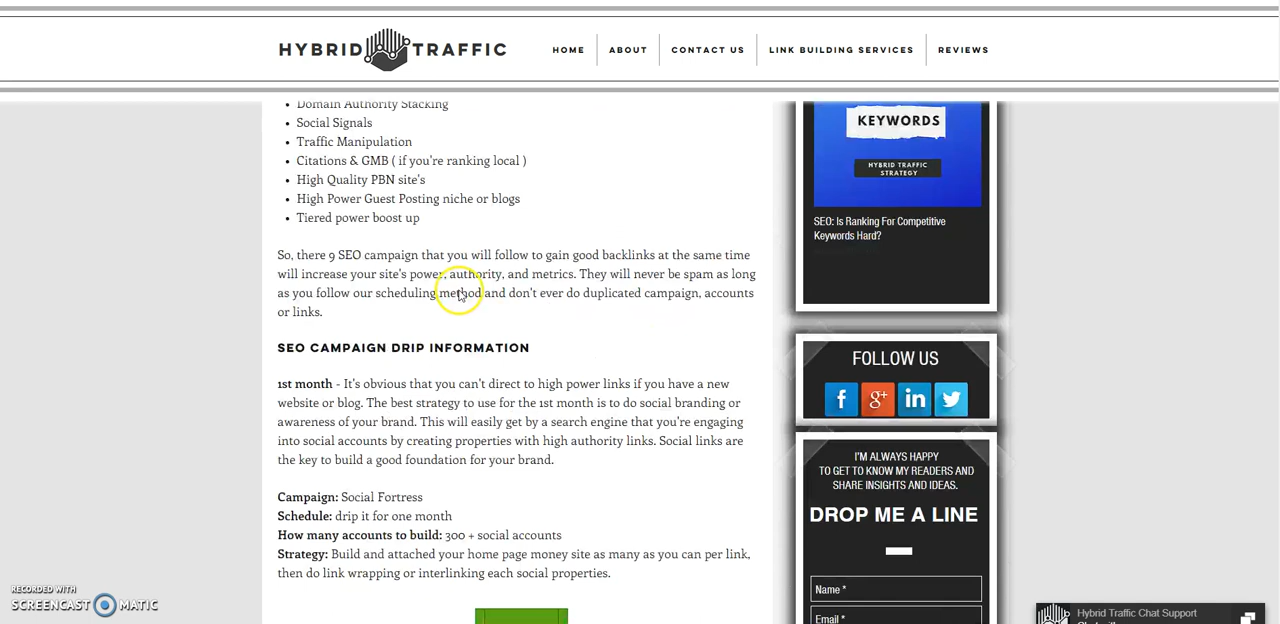 HYBRID TRAFFIC
HOME
ABOUT
CONTACT US
LINK BUILDING SERVICES
REVIEWS
Domain Authority Stacking
• Social Signals
• Traffic Manipulation
• Citations & GMB ( if you're ranking local )
• High Quality PBN site's
• High Power Guest Posting niche or blogs
• Tiered power boost up
So, there 9 SEO campaign that you will follow to gain good backlinks at the same time
will increase your site's power, authority, and metrics. They will never be spam as long
as you follow our scheduling method and don't ever do duplicated campaign, accounts
or links.
SEO CAMPAIGN DRIP INFORMATION
1st month - It's obvious that you can't direct to high power links if you have a new
website or blog. The best strategy to use for the 1st month is to do social branding or
awareness of your brand. This will easily get by a search engine that you're engaging
into social accounts by creating properties with high authority links. Social links are
the key to build a good foundation for your brand.
Campaign: Social Fortress
Schedule: drip it for one month
How many accounts to build: 300 + social accounts
Strategy: Build and attached your home page money site as many as you can per link,
then do link wrapping or interlinking each social properties.
KEYWORDS
HYBRID TRAFFIC
STRATEGY
SEO: Is Ranking For Competitive
Keywords Hard?
FOLLOW US
f
g+
in
I'M ALWAYS HAPPY
TO GET TO KNOW MY READERS AND
SHARE INSIGHTS AND IDEAS.
DROP ME A LINE
Name *
Email *
RECORDED WITH
SCREENCAST MATIC
Hybrid Traffic Chat Support